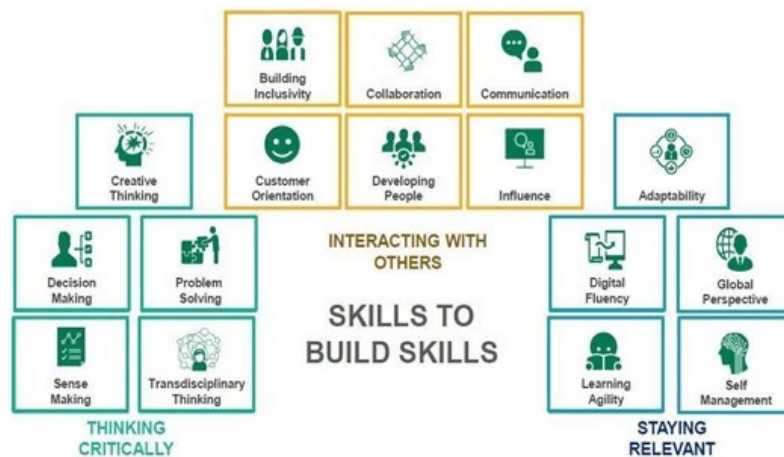 Building
Inclusivity
Collaboration
Communication
Creative
Thinking
Customer
Orientation
Developing
People
Influence
Adaptability
Decision
Making
Problem
Solving
INTERACTING WITH
OTHERS
Digital
Fluency
Global
Perspective
SKILLS TO
BUILD SKILLS
Sense
Making
Transdisciplinary
Thinking
Learning
Agility
Self
Management
THINKING
CRITICALLY
STAYING
RELEVANT